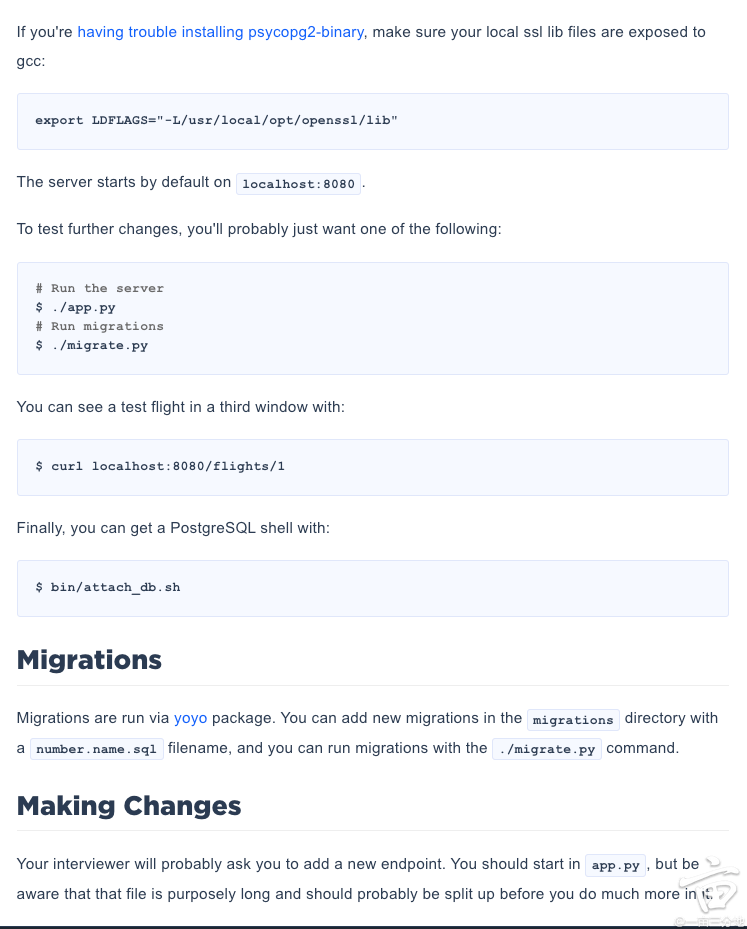 If you're having trouble installing psycopg2-binary, make sure your local ssl lib files are exposed to
gcc:
export LDFLAGS="-L/usr/local/opt/openssl/lib"
The server starts by default on localhost:8080.
To test further changes, you'll probably just want one of the following:
# Run the server
$ ./app.py
# Run migrations
$ ./migrate.py
You can see a test flight in a third window with:
$ curl localhost:8080/flights/1
Finally, you can get a PostgreSQL shell with:
$ bin/attach_db.sh
Migrations
Migrations are run via yoyo package. You can add new migrations in the migrations directory with
a number.name.sql filename, and you can run migrations with the ./migrate.py command.
Making Changes
Your interviewer will probably ask you to add a new endpoint. You should start in app.py, but be
aware that that file is purposely long and should probably be split up before you do much more in it.